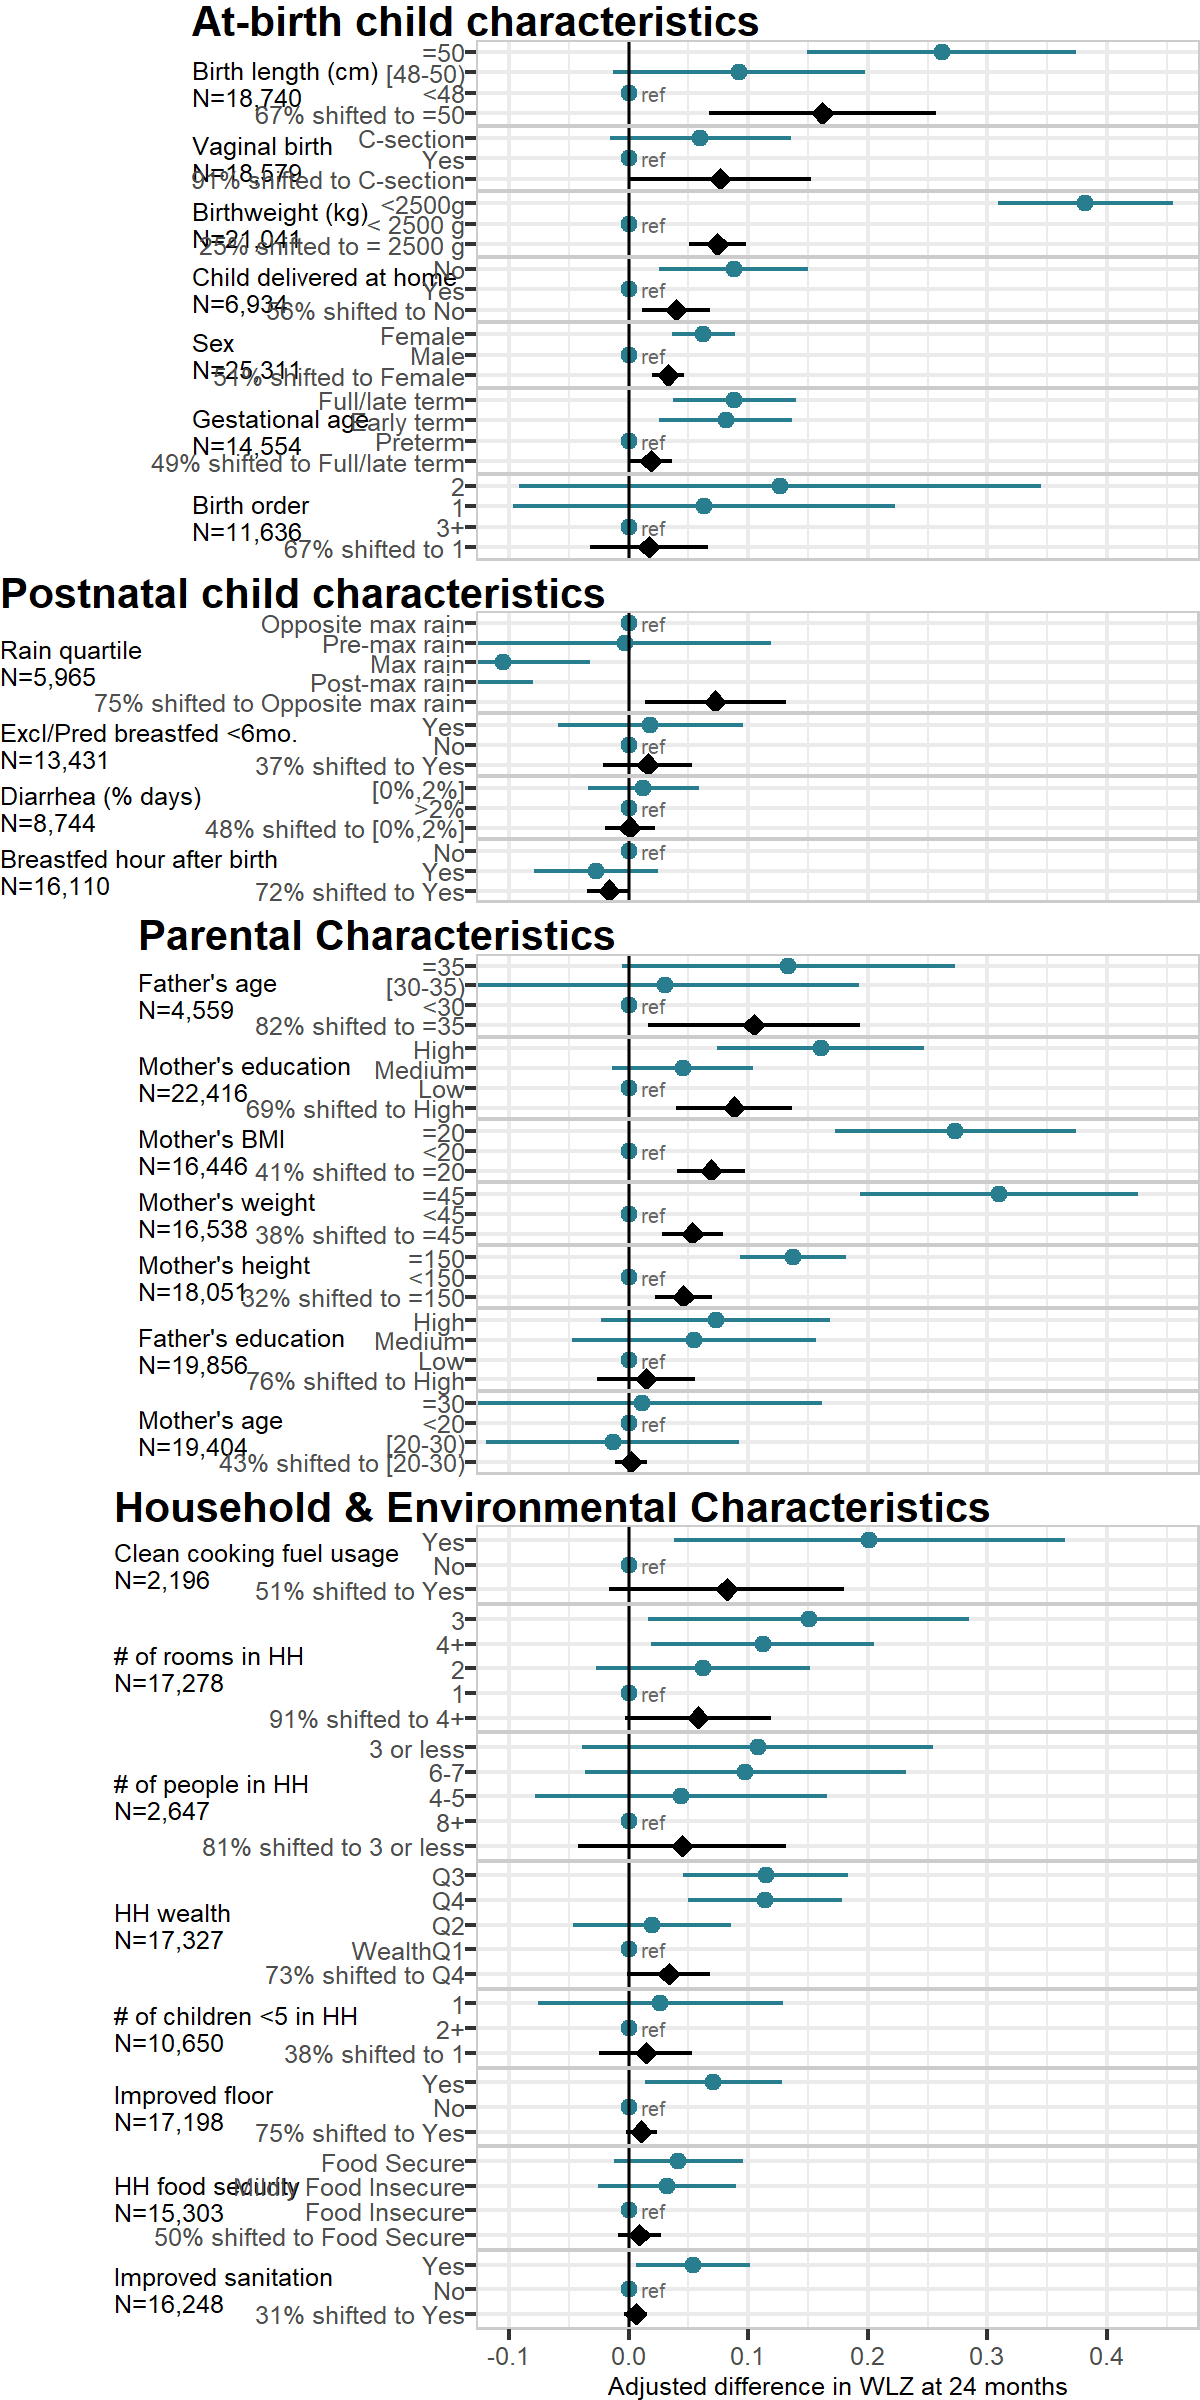 At-birth child characteristics
=50
Birth length (cm)
[48-50)
N=18,740
<48
ref
67% shifted to =50
Vaginal birth
C-section
N=18,579
Yes
ref
91% shifted to C-section
Birthweight (kg)
<2500g
N=21,041
< 2500 g
ref
25% shifted to = 2500 g
Child delivered at home
No
N=6,934
Yes
ref
56% shifted to No
Sex
Female
N=25,311
Male
ref
51% shifted to Female
Gestational age
Full/late term
N=14,554
Early term
Preterm
ref
49% shifted to Full/late term
Birth order
2
N=11,636
1
3+
ref
67% shifted to 1
Postnatal child characteristics
Opposite max rain
ref
Rain quartile
Pre-max rain
N=5,965
Max rain
Post-max rain
75% shifted to Opposite max rain
Excl/Pred breastfed <6mo.
Yes
N=13,431
No
ref
37% shifted to Yes
Diarrhea (% days)
[0%,2%]
N=8,744
>2%
ref
48% shifted to [0%,2%]
Breastfed hour after birth
No
ref
N=16,110
Yes
72% shifted to Yes
Parental Characteristics
=35
Father's age
[30-35)
N=4,559
<30
ref
82% shifted to =35
Mother's education
High
N=22,416
Medium
Low
ref
69% shifted to High
Mother's BMI
=20
N=16,446
<20
ref
41% shifted to =20
Mother's weight
=45
N=16,538
<45
ref
38% shifted to =45
Mother's height
=150
N=18,051
<150
ref
32% shifted to =150
Father's education
High
N=19,856
Medium
Low
ref
76% shifted to High
Mother's age
=30
N=19,404
<20
ref
[20-30)
43% shifted to [20-30)
Household & Environmental Characteristics
Clean cooking fuel usage
Yes
N=2,196
No
ref
51% shifted to Yes
# of rooms in HH
3
N=17,278
4+
2
1
ref
91% shifted to 4+
# of people in HH
3 or less
N=2,647
6-7
4-5
8+
ref
81% shifted to 3 or less
HH wealth
Q3
N=17,327
Q4
Q2
WealthQ1
ref
73% shifted to Q4
# of children <5 in HH
1
N=10,650
2+
ref
38% shifted to 1
Improved floor
Yes
N=17,198
No
ref
75% shifted to Yes
HH food security
Food Secure
N=15,303
Mildly Food Insecure
Food Insecure
ref
50% shifted to Food Secure
Improved sanitation
Yes
N=16,248
No
ref
31% shifted to Yes
-0.1 0.0 0.1 0.2 0.3 0.4
Adjusted difference in WLZ at 24 months